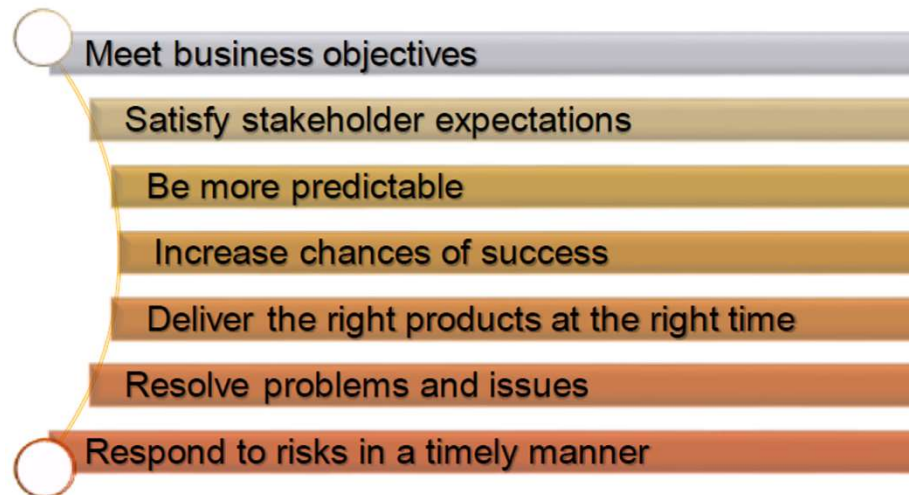 Meet business objectives
Satisfy stakeholder expectations
Be more predictable
Increase chances of success
Deliver the right products at the right time
Resolve problems and issues
Respond to risks in a timely manner